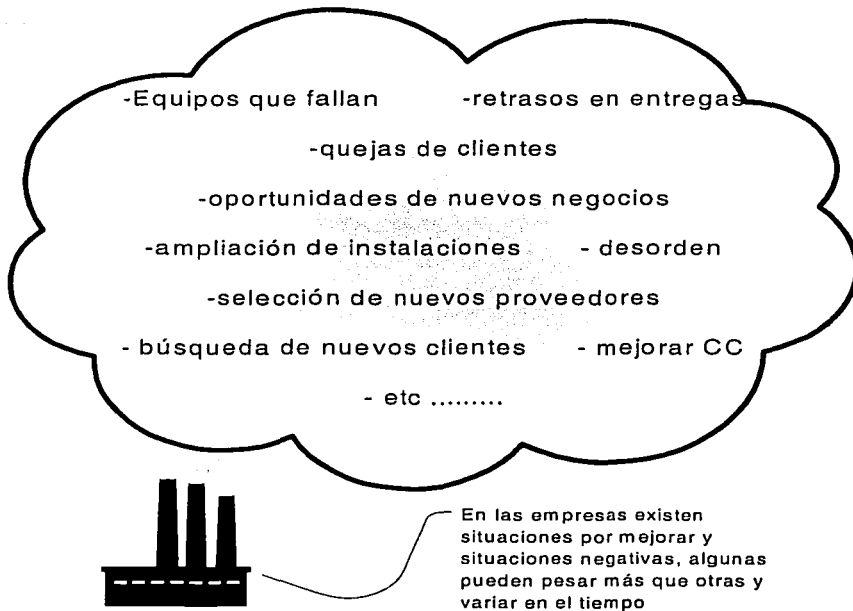 -Equipos que fallan -retrasos en entregas
-quejas de clientes
-oportunidades de nuevos negocios
-ampliación de instalaciones - desorden
-selección de nuevos proveedores
- búsqueda de nuevos clientes - mejorar CC
- etc .........
En las empresas existen
situaciones por mejorar y
situaciones negativas, algunas
pueden pesar más que otras y
variar en el tiempo